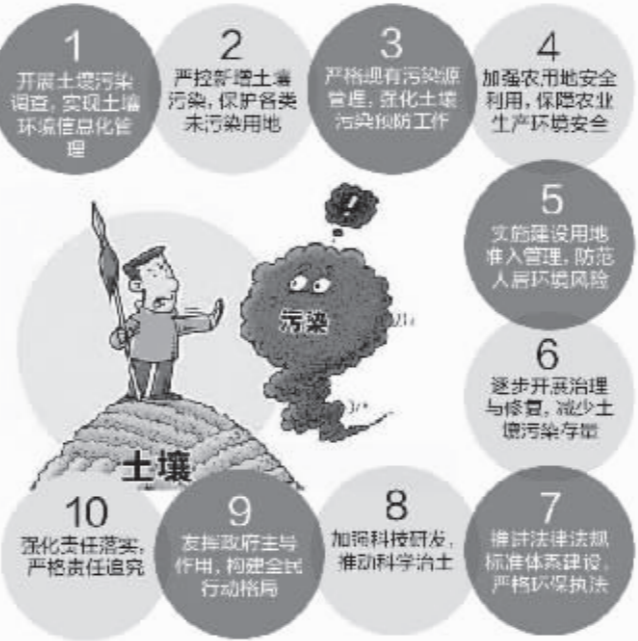 1
开展土壤污染
调查,实现土壤
环境信息化管
理
2
严控新增土壤
污染,保护各类
未污染用地
3
严格现有污染源
管理,强化土壤
污染预防工作
4
加强农用地安全
利用,保障农业
生产环境安全
5
实施建设用地
准入管理,防范
人居环境风险
!
污染
土壤
6
逐步开展治理
与修复,减少土
壤污染存量
7
推进法律法规
标准体系建设,
严格环保执法
8
加强科技研发,
推动科学治土
9
发挥政府主导
作用,构建全民
行动格局
10
强化责任落实,
严格责任追究